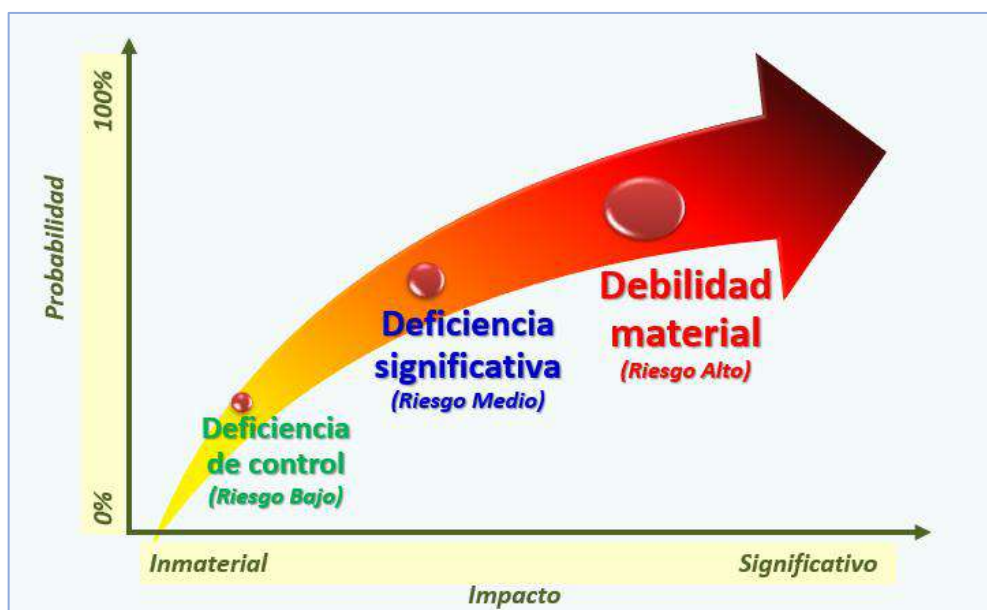 100%
Probabilidad
0%
Debilidad
material
(Riesgo Alto)
Deficiencia
significativa
(Riesgo Medio)
Deficiencia
de control
(Riesgo Bajo)
Inmaterial
Significativo
Impacto